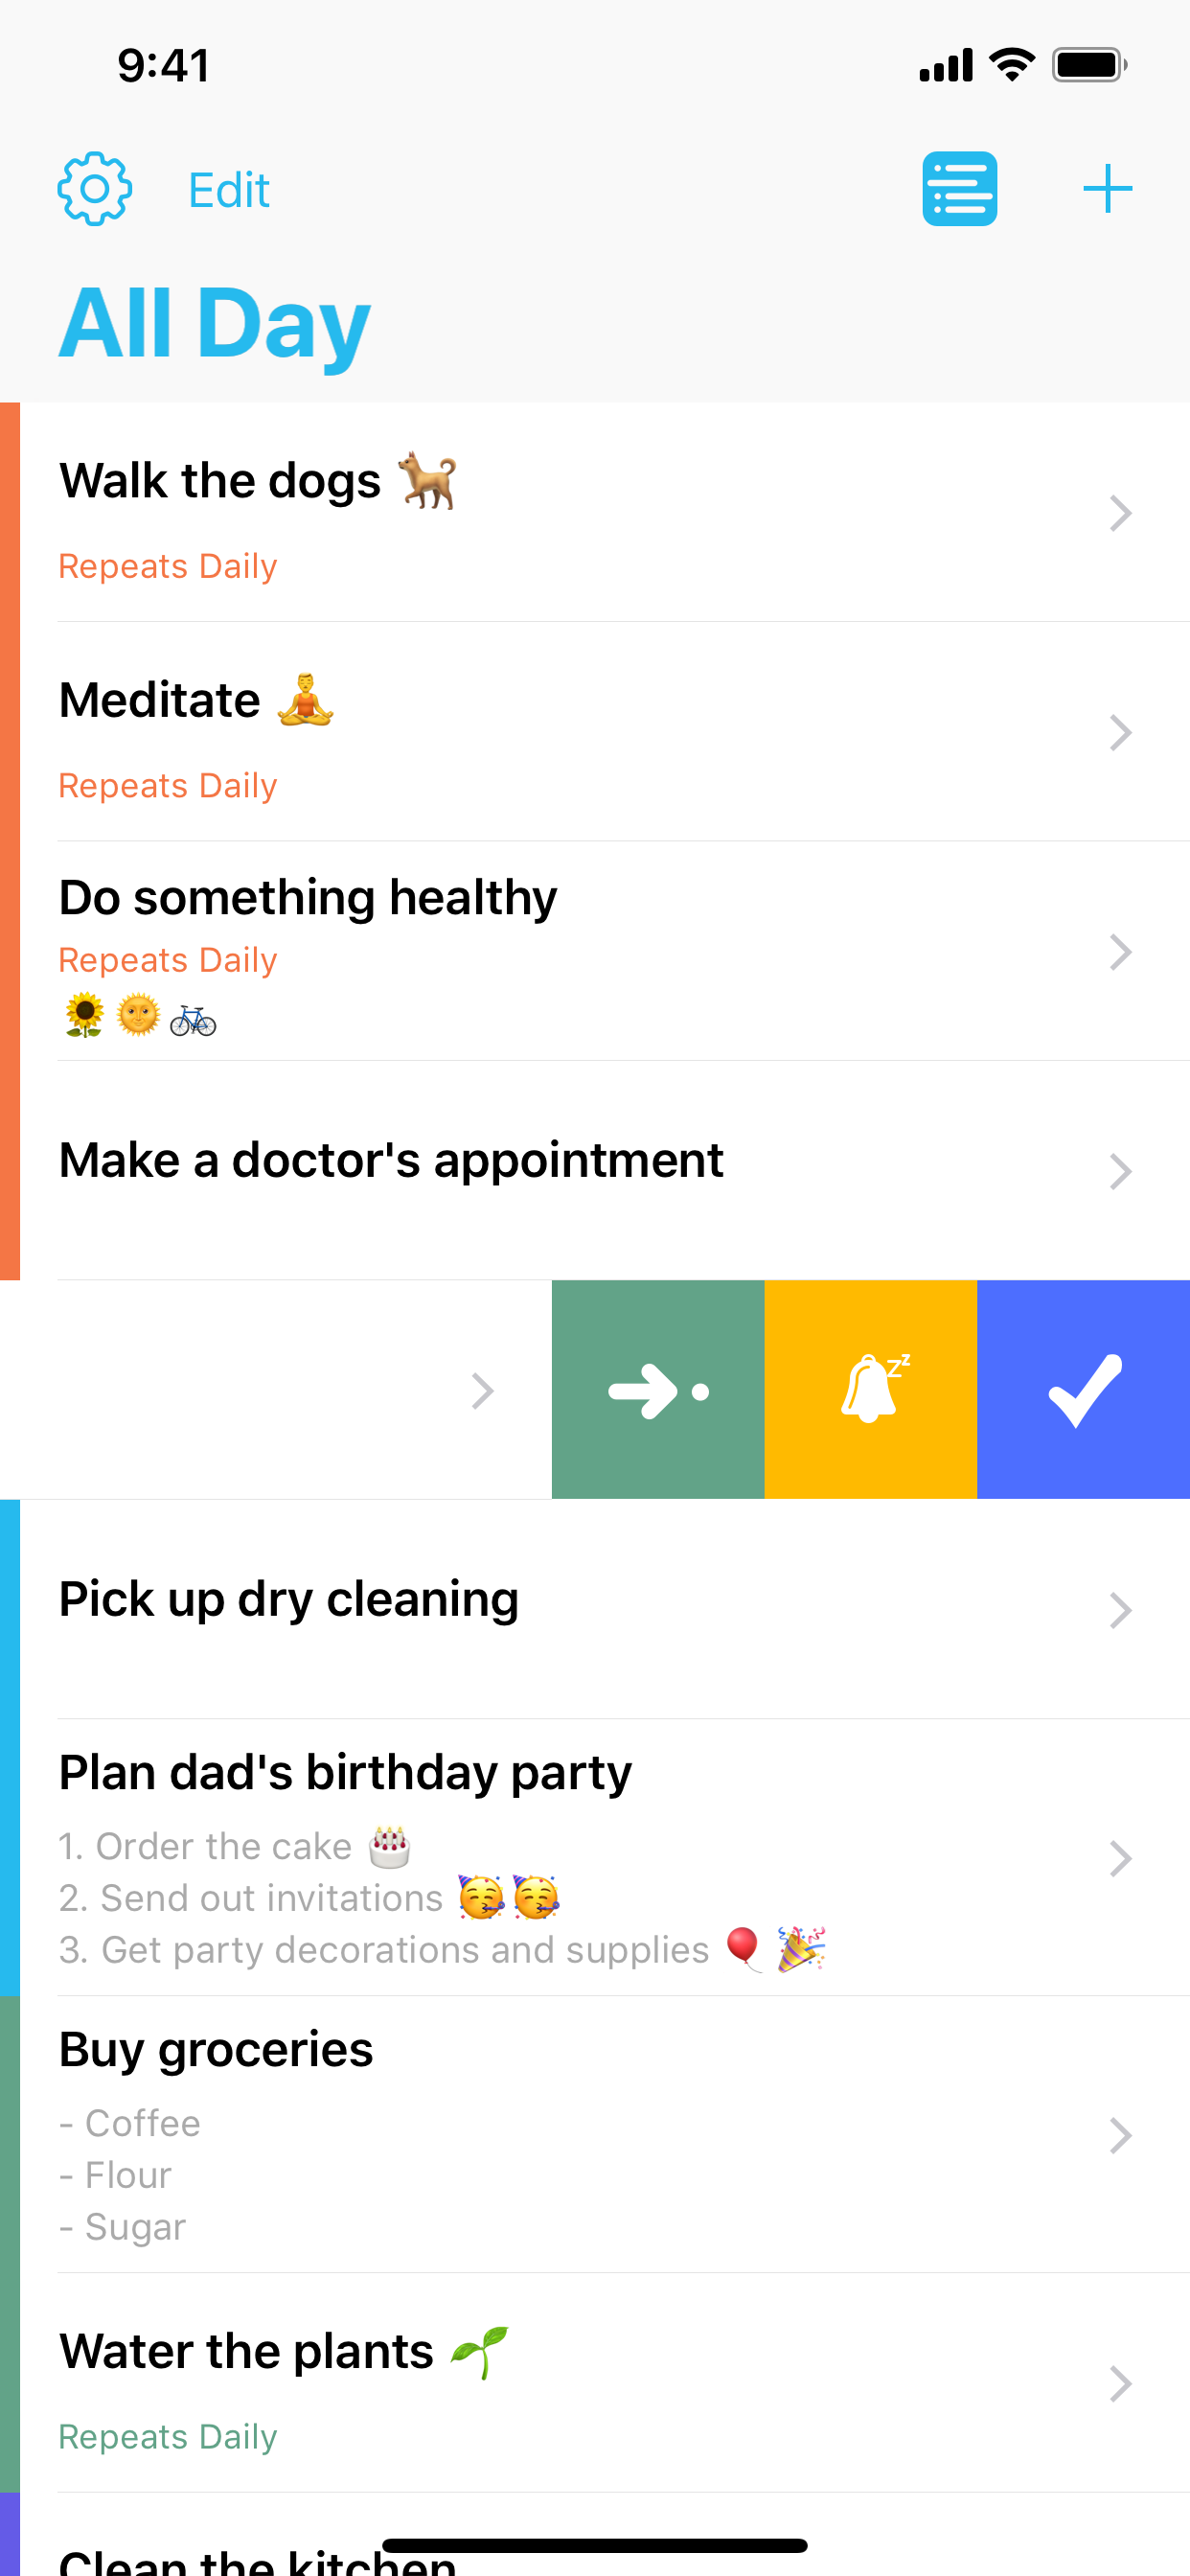 9:41
Edit
All Day
Walk the dogs 🐕
Repeats Daily
Meditate 🧘‍♂️
Repeats Daily
Do something healthy
Repeats Daily
🌻🌞🚲
Make a doctor's appointment
zz
Pick up dry cleaning
Plan dad's birthday party
1. Order the cake 🎂
2. Send out invitations 🥳🥳
3. Get party decorations and supplies 🎈🎉
Buy groceries
- Coffee
- Flour
- Sugar
Water the plants 🌱
Repeats Daily
Clean the kitchen